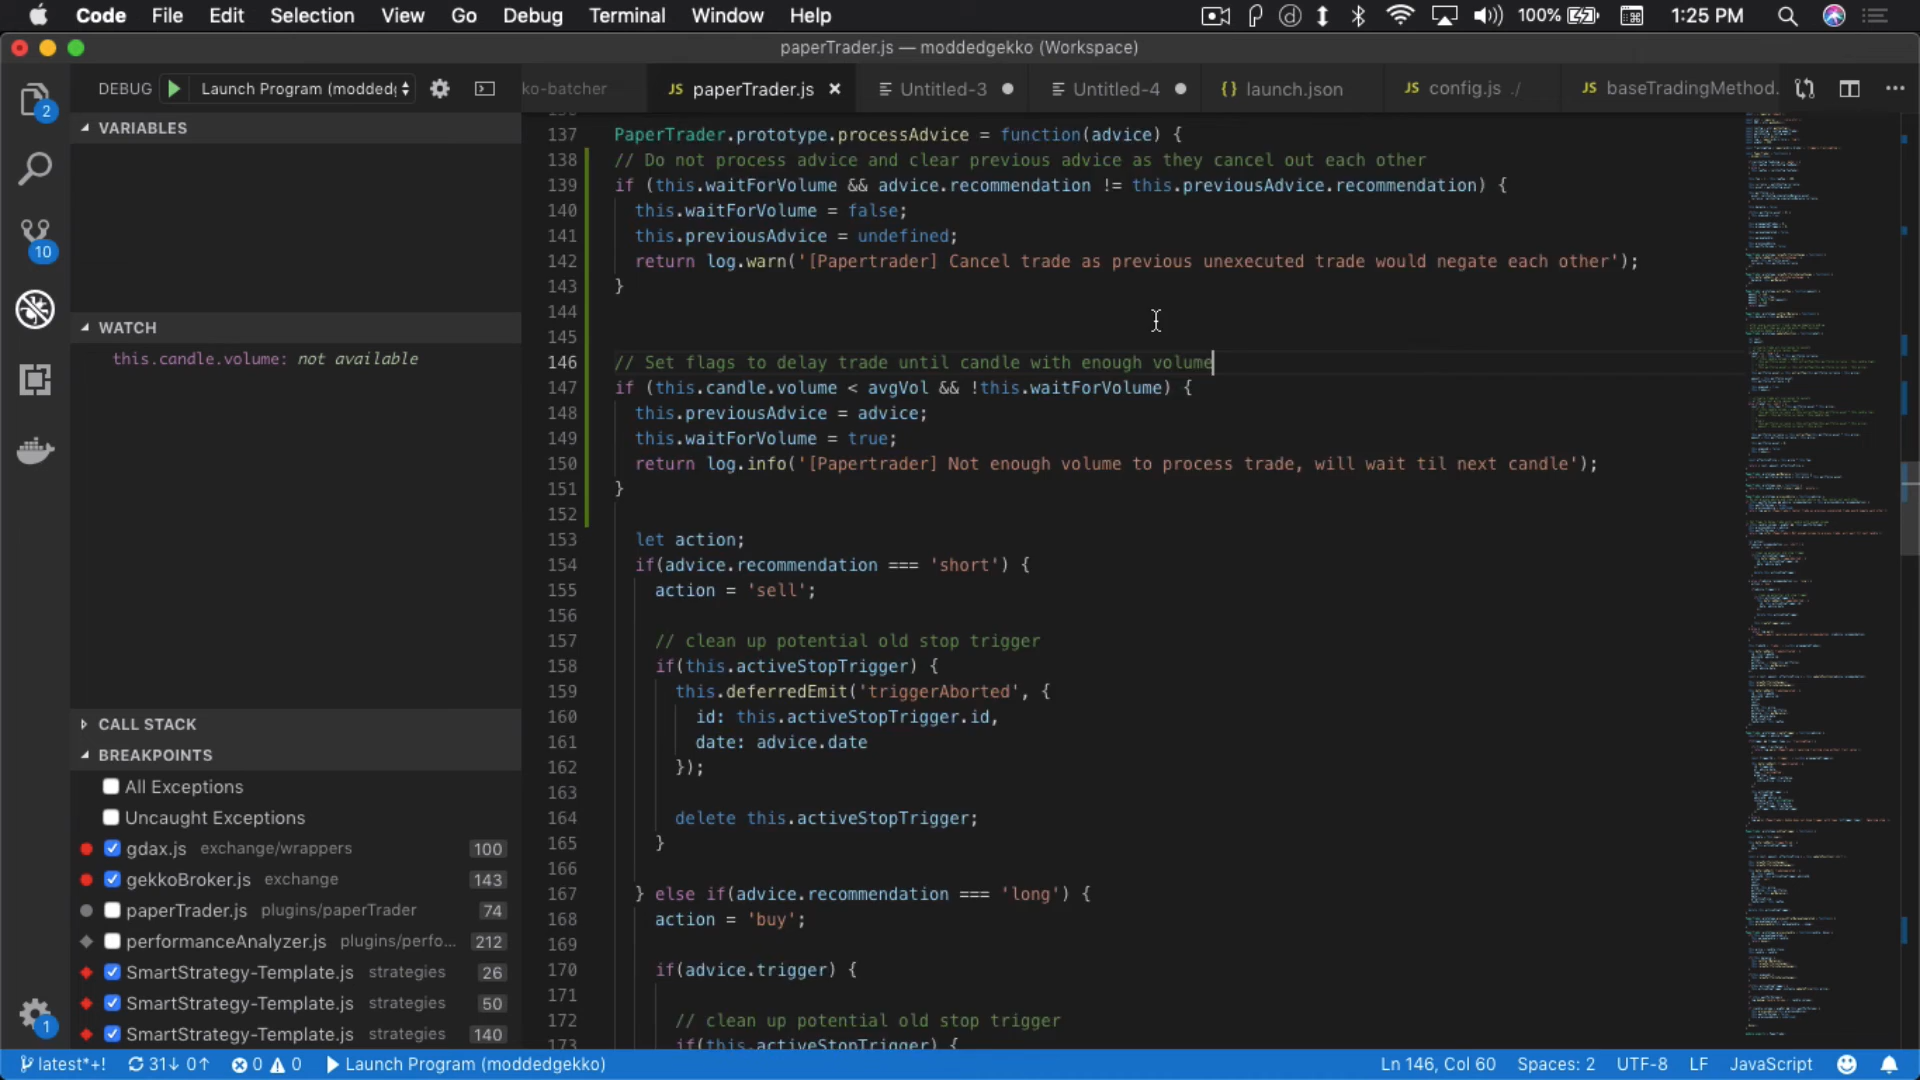 Code File Edit Selection View Go Debug Terminal Window Help 100% 1:25 PM
paperTrader.js — moddedgekko (Workspace)
DEBUG Launch Program (moddedg ko-batcher JS paperTrader.js × Untitled-3 Untitled-4 {} launch.json JS config.js ./ JS baseTradingMethod.
2
VARIABLES
10
WATCH
this.candle.volume: not available
CALL STACK
BREAKPOINTS
All Exceptions
Uncaught Exceptions
gdax.js exchange/wrappers 100
gekkoBroker.js exchange 143
paperTrader.js plugins/paperTrader 74
performanceAnalyzer.js plugins/perfo... 212
SmartStrategy-Template.js strategies 26
SmartStrategy-Template.js strategies 50
SmartStrategy-Template.js strategies 140
1
137 PaperTrader.prototype.processAdvice = function(advice) {
138 // Do not process advice and clear previous advice as they cancel out each other
139 if (this.waitForVolume && advice.recommendation != this.previousAdvice.recommendation) {
140 this.waitForVolume = false;
141 this.previousAdvice = undefined;
142 return log.warn('[Papertrader] Cancel trade as previous unexecuted trade would negate each other');
143 }
144
145
146 // Set flags to delay trade until candle with enough volume
147 if (this.candle.volume < avgVol && !this.waitForVolume) {
148 this.previousAdvice = advice;
149 this.waitForVolume = true;
150 return log.info('[Papertrader] Not enough volume to process trade, will wait til next candle');
151 }
152
153 let action;
154 if(advice.recommendation === 'short') {
155 action = 'sell';
156
157 // clean up potential old stop trigger
158 if(this.activeStopTrigger) {
159 this.deferredEmit('triggerAborted', {
160 id: this.activeStopTrigger.id,
161 date: advice.date
162 });
163
164 delete this.activeStopTrigger;
165 }
166
167 } else if(advice.recommendation === 'long') {
168 action = 'buy';
169
170 if(advice.trigger) {
171
172 // clean up potential old stop trigger
173 if(this.activeStopTrigger) {
latest*+! 31↓ 0↑ 0 0 Launch Program (moddedgekko) Ln 146, Col 60 Spaces: 2 UTF-8 LF JavaScript